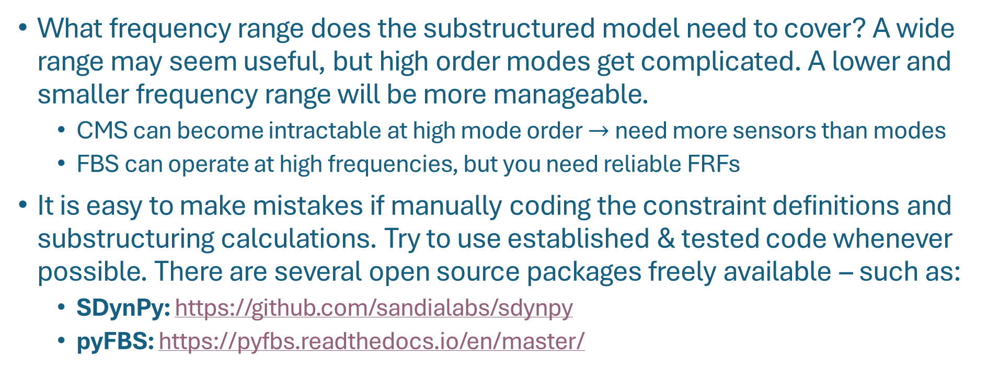 • What frequency range does the substructured model need to cover? A wide
range may seem useful, but high order modes get complicated. A lower and
smaller frequency range will be more manageable.
• CMS can become intractable at high mode order → need more sensors than modes
• FBS can operate at high frequencies, but you need reliable FRFs
• It is easy to make mistakes if manually coding the constraint definitions and
substructuring calculations. Try to use established & tested code whenever
possible. There are several open source packages freely available – such as:
• SDynPy: https://github.com/sandialabs/sdynpy
• pyFBS: https://pyfbs.readthedocs.io/en/master/